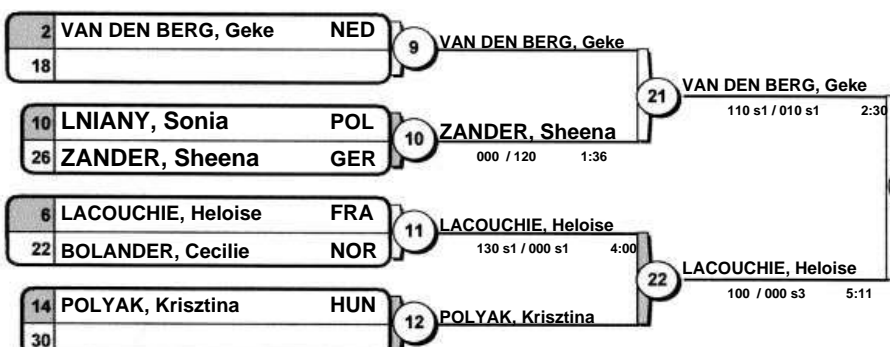 2 VAN DEN BERG, Geke NED
18
9 VAN DEN BERG, Geke
21 VAN DEN BERG, Geke
110 s1 / 010 s1 2:30
10 LNIANY, Sonia POL
26 ZANDER, Sheena GER
10 ZANDER, Sheena
000 / 120 1:36
6 LACOUCHIE, Heloise FRA
22 BOLANDER, Cecilie NOR
11 LACOUCHIE, Heloise
130 s1 / 000 s1 4:00
22 LACOUCHIE, Heloise
100 / 000 s3 5:11
14 POLYAK, Krisztina HUN
30
12 POLYAK, Krisztina